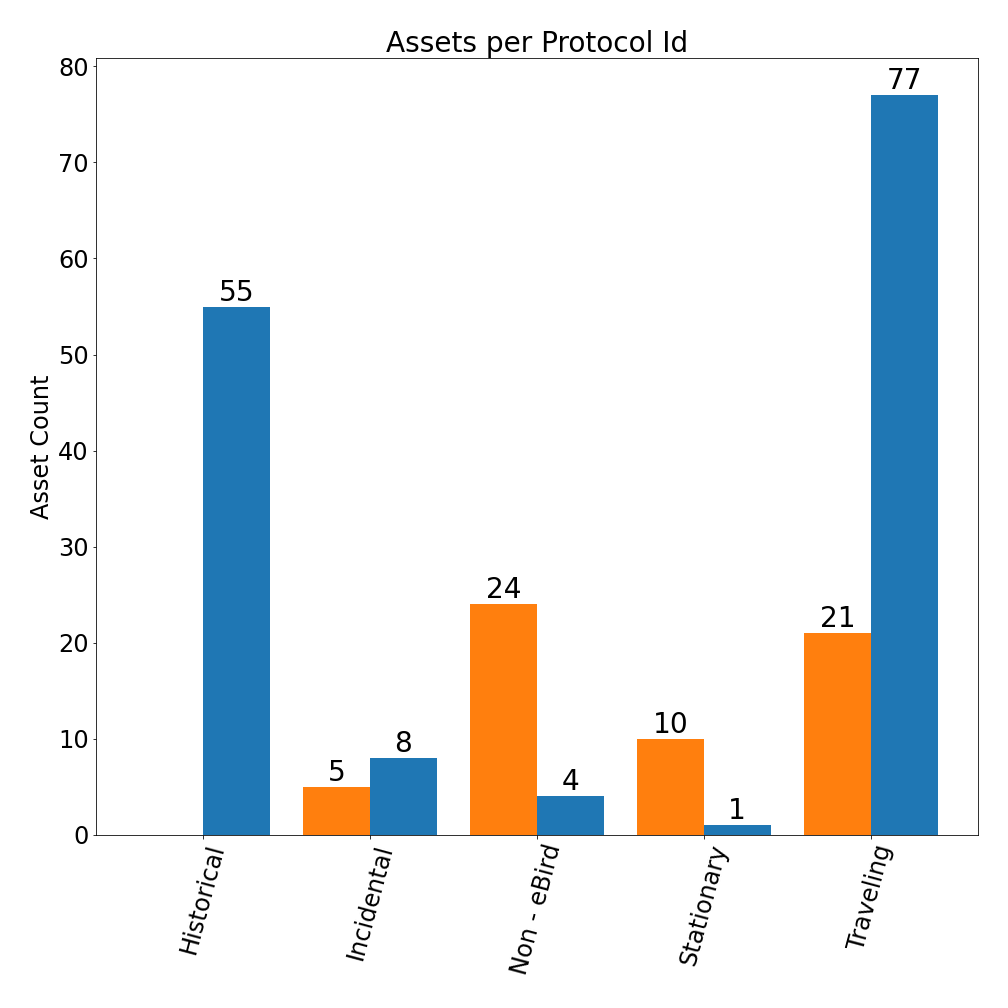 Assets per Protocol Id
Asset Count
80
70
60
50
40
30
20
10
0
55
5
8
24
4
10
1
21
77
Historical
Incidental
Non - eBird
Stationary
Traveling